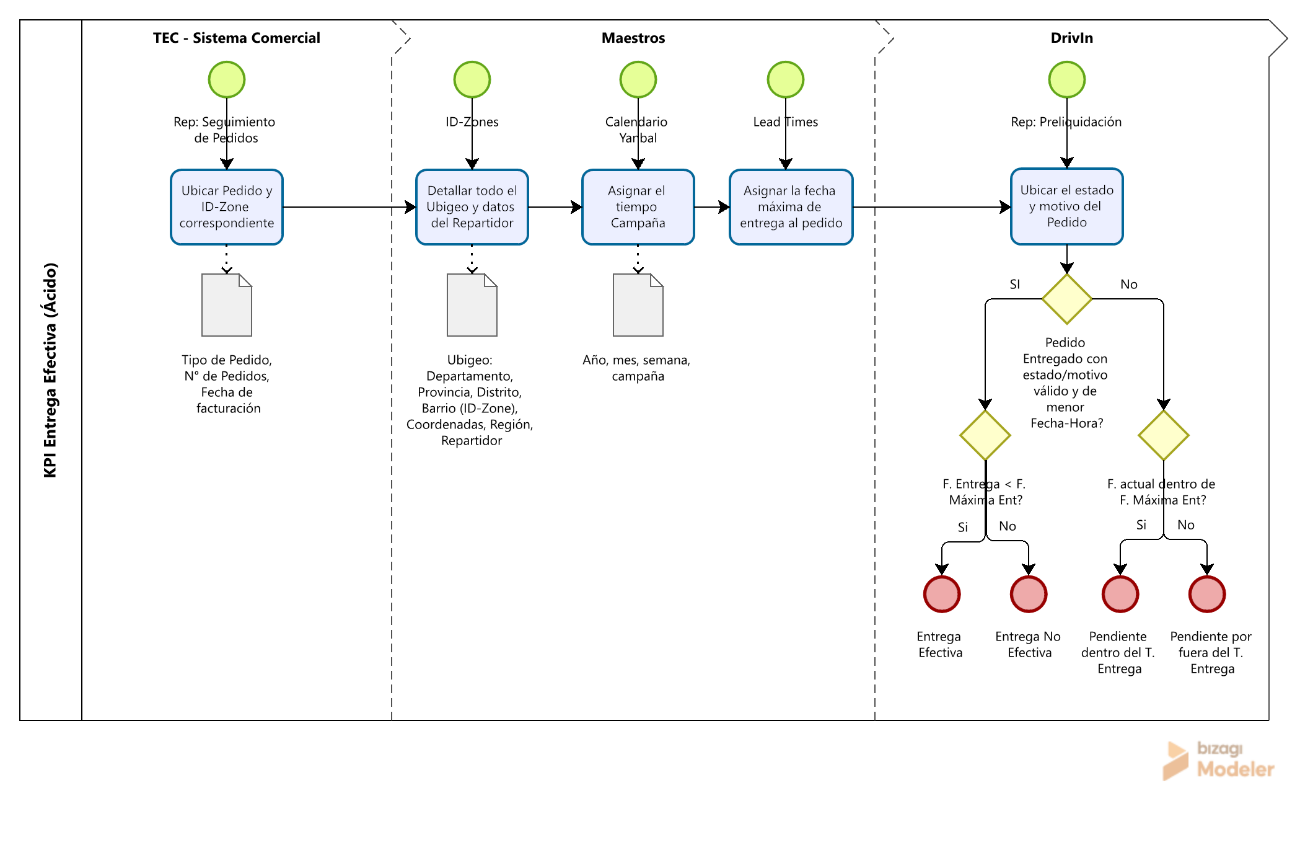 KPI Entrega Efectiva (Ácido)
TEC - Sistema Comercial
Rep: Seguimiento
de Pedidos
Ubicar Pedido y
ID-Zone
correspondiente
Tipo de Pedido,
N° de Pedidos,
Fecha de
facturación
Maestros
ID-Zones
Detallar todo el
Ubigeo y datos
del Repartidor
Ubigeo:
Departamento,
Provincia, Distrito,
Barrio (ID-Zone),
Coordenadas, Región,
Repartidor
Calendario
Yanbal
Asignar el
tiempo
Campaña
Año, mes, semana,
campaña
Lead Times
Asignar la fecha
máxima de
entrega al pedido
DrivIn
Rep: Preliquidación
Ubicar el estado
y motivo del
Pedido
SI
No
Pedido
Entregado con
estado/motivo
válido y de
menor
Fecha-Hora?
F. Entrega < F.
Máxima Ent?
Si
No
F. actual dentro de
F. Máxima Ent?
Si
No
Entrega
Efectiva
Entrega No
Efectiva
Pendiente
dentro del T.
Entrega
Pendiente por
fuera del T.
Entrega
bizagi
Modeler